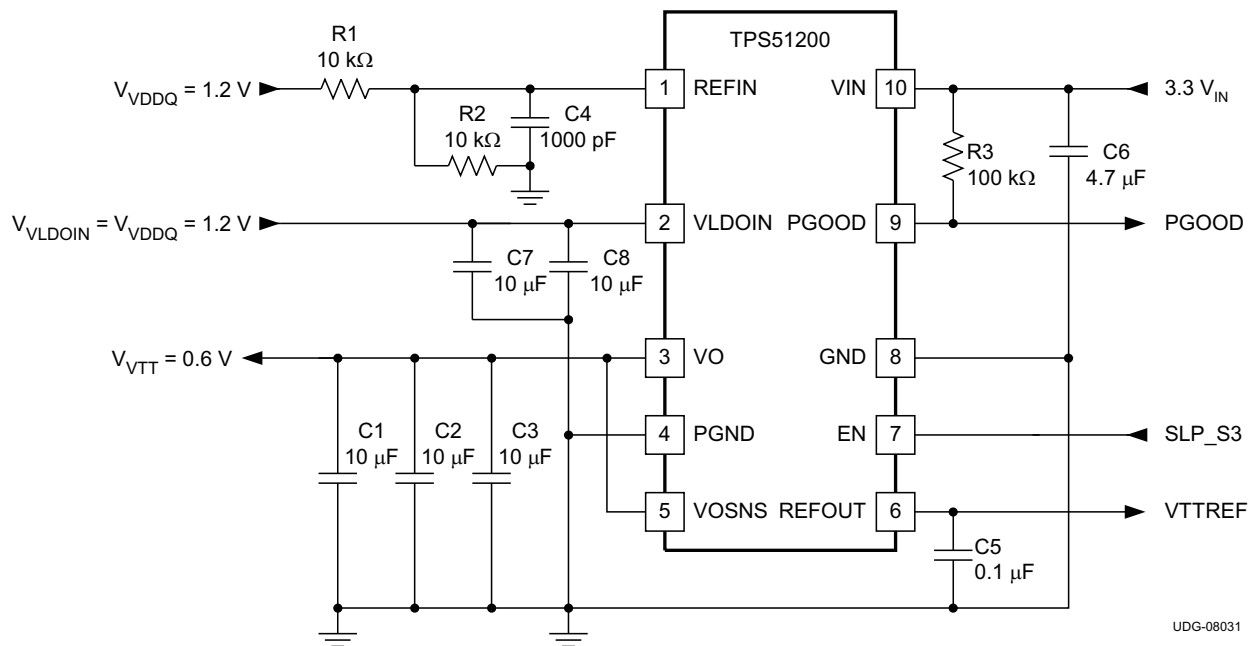 TPS51200
R1
10 kΩ
V_VDDQ = 1.2 V
1 REFIN
VIN 10
3.3 V_IN
R2
10 kΩ
C4
1000 pF
R3
100 kΩ
C6
4.7 μF
V_VLDOIN = V_VDDQ = 1.2 V
2 VLDOIN
PGOOD 9
PGOOD
C7
10 μF
C8
10 μF
V_VTT = 0.6 V
3 VO
GND 8
C1
10 μF
C2
10 μF
C3
10 μF
4 PGND
EN 7
SLP_S3
5 VOSNS
REFOUT 6
VTTREF
C5
0.1 μF
UDG-08031